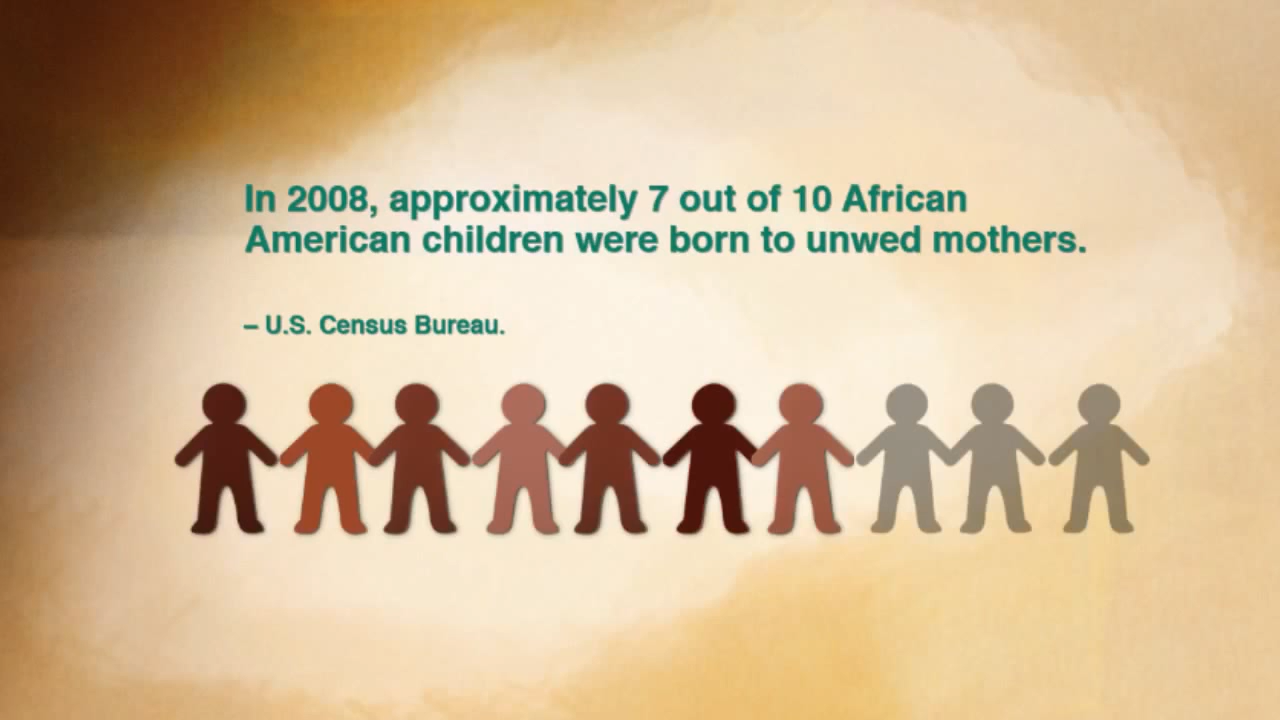 In 2008, approximately 7 out of 10 African
American children were born to unwed mothers.
– U.S. Census Bureau.